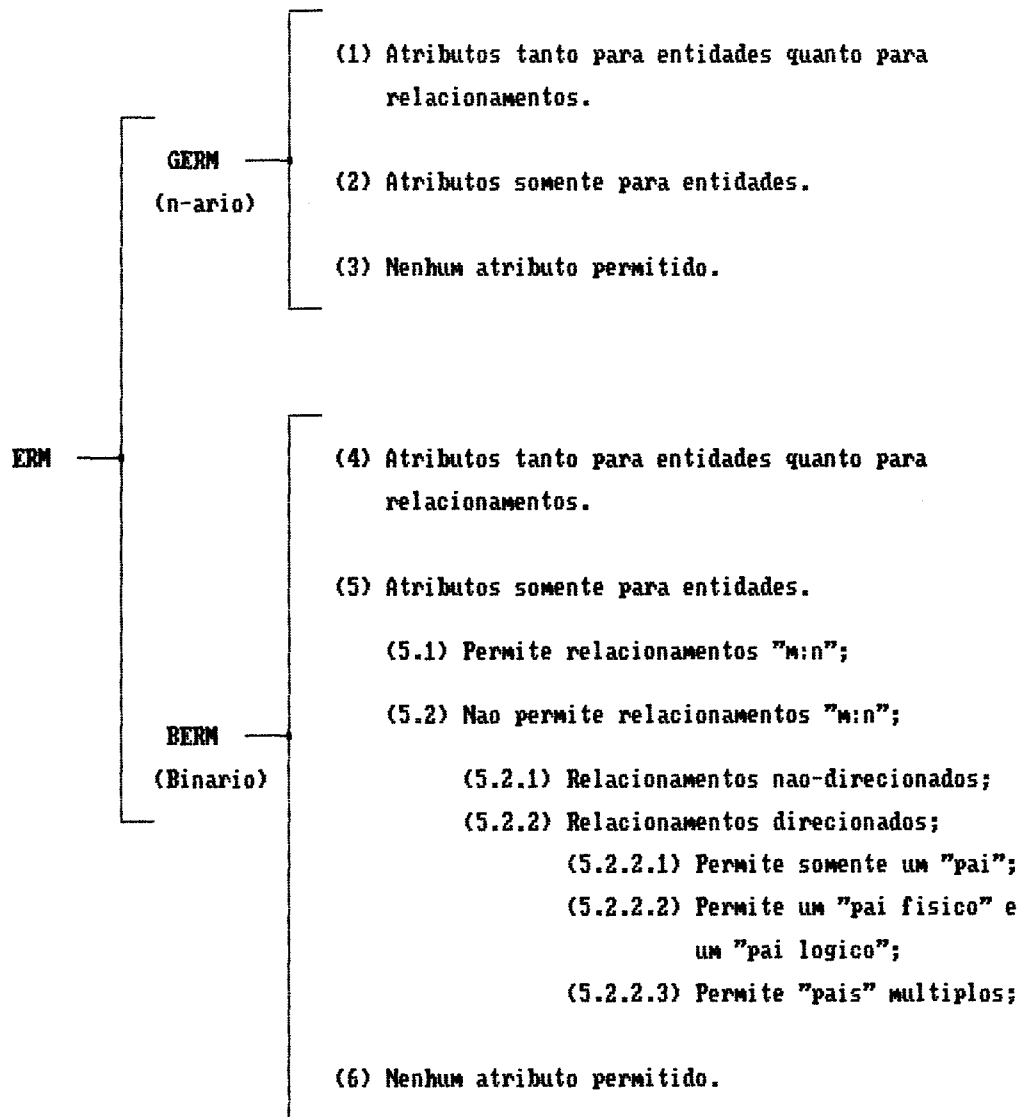 (1) Atributos tanto para entidades quanto para
relacionamentos.
GERM
(n-ario)
(2) Atributos somente para entidades.
(3) Nenhum atributo permitido.
ERM
(4) Atributos tanto para entidades quanto para
relacionamentos.
(5) Atributos somente para entidades.
(5.1) Permite relacionamentos "m:n";
(5.2) Nao permite relacionamentos "m:n";
BERM
(Binario)
(5.2.1) Relacionamentos nao-direcionados;
(5.2.2) Relacionamentos direcionados;
(5.2.2.1) Permite somente um "pai";
(5.2.2.2) Permite um "pai fisico" e
um "pai logico";
(5.2.2.3) Permite "pais" multiplos;
(6) Nenhum atributo permitido.